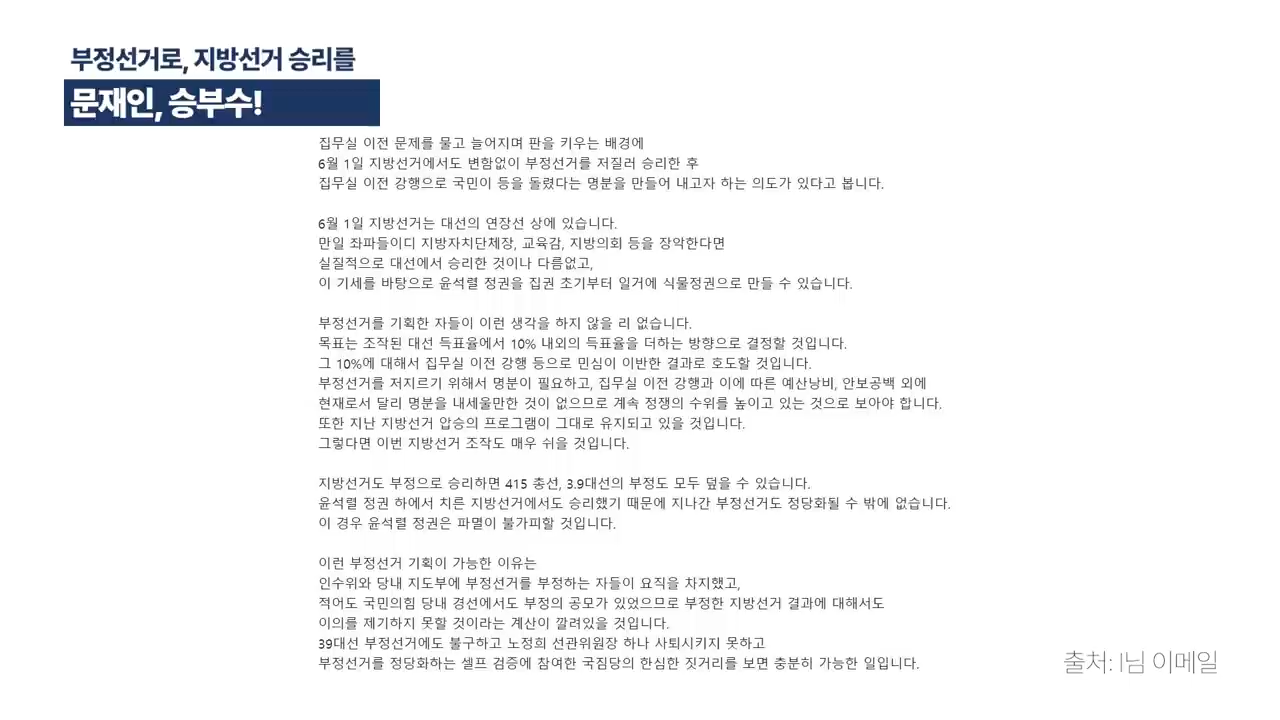 부정선거로, 지방선거 승리를
문재인, 승부수!
집무실 이전 문제를 물고 늘어지며 판을 키우는 배경에
6월 1일 지방선거에서도 변함없이 부정선거를 저질러 승리한 후
집무실 이전 강행으로 국민이 등을 돌렸다는 명분을 만들어 내고자 하는 의도가 있다고 봅니다.
6월 1일 지방선거는 대선의 연장선 상에 있습니다.
만일 좌파들이디 지방자치단체장, 교육감, 지방의회 등을 장악한다면
실질적으로 대선에서 승리한 것이나 다름없고,
이 기세를 바탕으로 윤석렬 정권을 집권 초기부터 일거에 식물정권으로 만들 수 있습니다.
부정선거를 기획한 자들이 이런 생각을 하지 않을 리 없습니다.
목표는 조작된 대선 득표율에서 10% 내외의 득표율을 더하는 방향으로 결정할 것입니다.
그 10%에 대해서 집무실 이전 강행 등으로 민심이 이반한 결과로 호도할 것입니다.
부정선거를 저지르기 위해서 명분이 필요하고, 집무실 이전 강행과 이에 따른 예산낭비, 안보공백 외에
현재로서 달리 명분을 내세울만한 것이 없으므로 계속 정쟁의 수위를 높이고 있는 것으로 보아야 합니다.
또한 지난 지방선거 압승의 프로그램이 그대로 유지되고 있을 것입니다.
그렇다면 이번 지방선거 조작도 매우 쉬을 것입니다.
지방선거도 부정으로 승리하면 415 총선, 3.9대선의 부정도 모두 덮을 수 있습니다.
윤석렬 정권 하에서 치른 지방선거에서도 승리했기 때문에 지나간 부정선거도 정당화될 수 밖에 없습니다.
이 경우 윤석렬 정권은 파멸이 불가피할 것입니다.
이런 부정선거 기획이 가능한 이유는
인수위와 당내 지도부에 부정선거를 부정하는 자들이 요직을 차지했고,
적어도 국민의힘 당내 경선에서도 부정의 공모가 있었으므로 부정한 지방선거 결과에 대해서도
이의를 제기하지 못할 것이라는 계산이 깔려있을 것입니다.
39대선 부정선거에도 불구하고 노정희 선관위원장 하나 사퇴시키지 못하고
부정선거를 정당화하는 셀프 검증에 참여한 국짐당의 한심한 짓거리를 보면 충분히 가능한 일입니다.
출처: I님 이메일